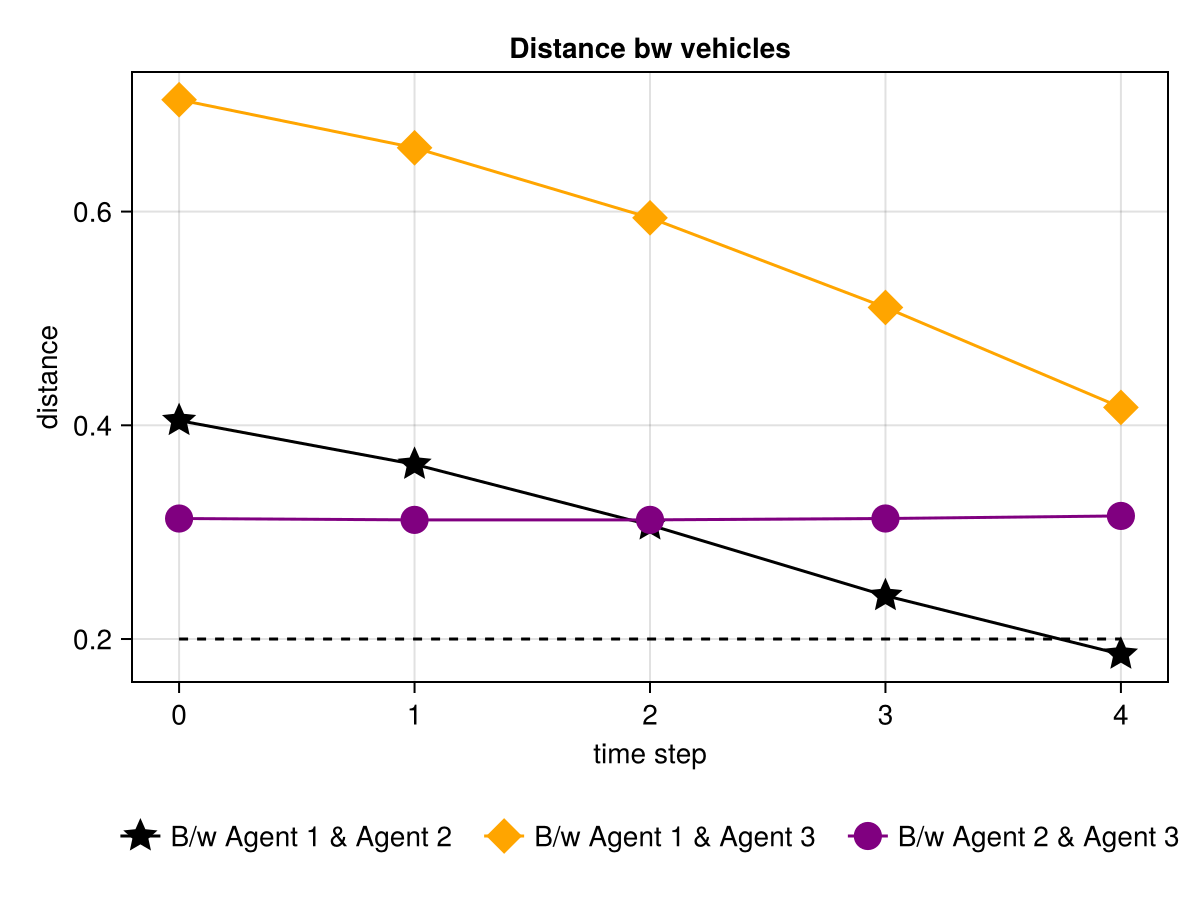 Distance bw vehicles
0.6
0.4
0.2
distance
0 1 2 3 4
time step
B/w Agent 1 & Agent 2 B/w Agent 1 & Agent 3 B/w Agent 2 & Agent 3